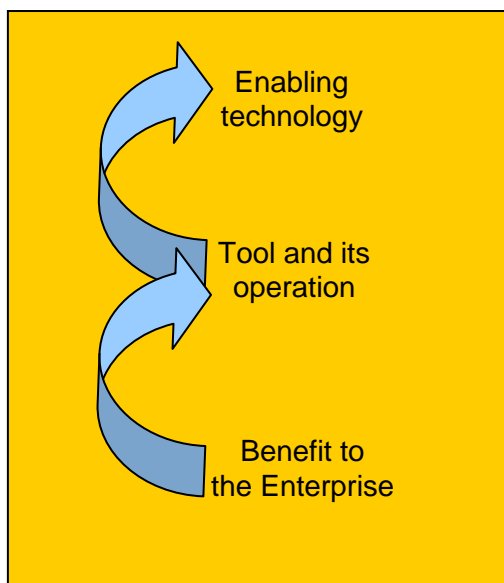 Enabling
technology
Tool and its
operation
Benefit to
the Enterprise